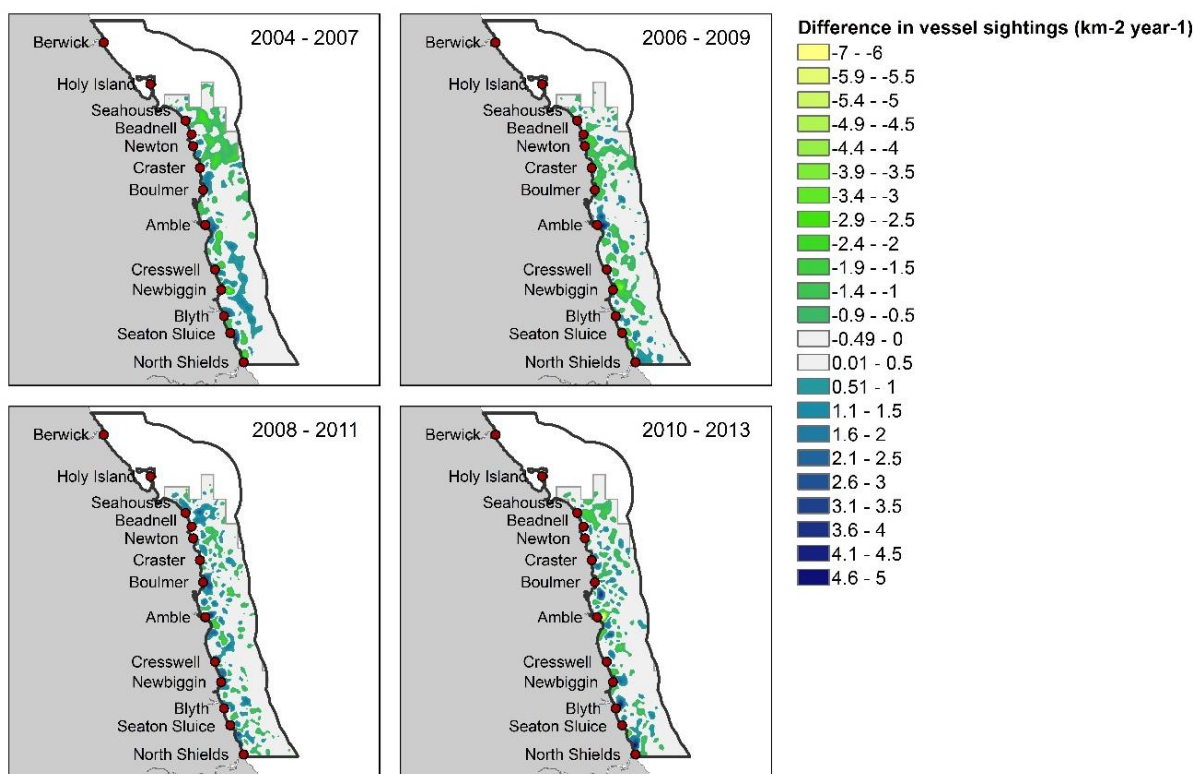 2004 - 2007
Berwick
Holy Island
Seahouses
Beadnell
Newton
Craster
Boulmer
Amble
Cresswell
Newbiggin
Blyth
Seaton Sluice
North Shields
2006 - 2009
Berwick
Holy Island
Seahouses
Beadnell
Newton
Craster
Boulmer
Amble
Cresswell
Newbiggin
Blyth
Seaton Sluice
North Shields
2008 - 2011
Berwick
Holy Island
Seahouses
Beadnell
Newton
Craster
Boulmer
Amble
Cresswell
Newbiggin
Blyth
Seaton Sluice
North Shields
2010 - 2013
Berwick
Holy Island
Seahouses
Beadnell
Newton
Craster
Boulmer
Amble
Cresswell
Newbiggin
Blyth
Seaton Sluice
North Shields
Difference in vessel sightings (km-2 year-1)
-7 - -6
-5.9 - -5.5
-5.4 - -5
-4.9 - -4.5
-4.4 - -4
-3.9 - -3.5
-3.4 - -3
-2.9 - -2.5
-2.4 - -2
-1.9 - -1.5
-1.4 - -1
-0.9 - -0.5
-0.49 - 0
0.01 - 0.5
0.51 - 1
1.1 - 1.5
1.6 - 2
2.1 - 2.5
2.6 - 3
3.1 - 3.5
3.6 - 4
4.1 - 4.5
4.6 - 5